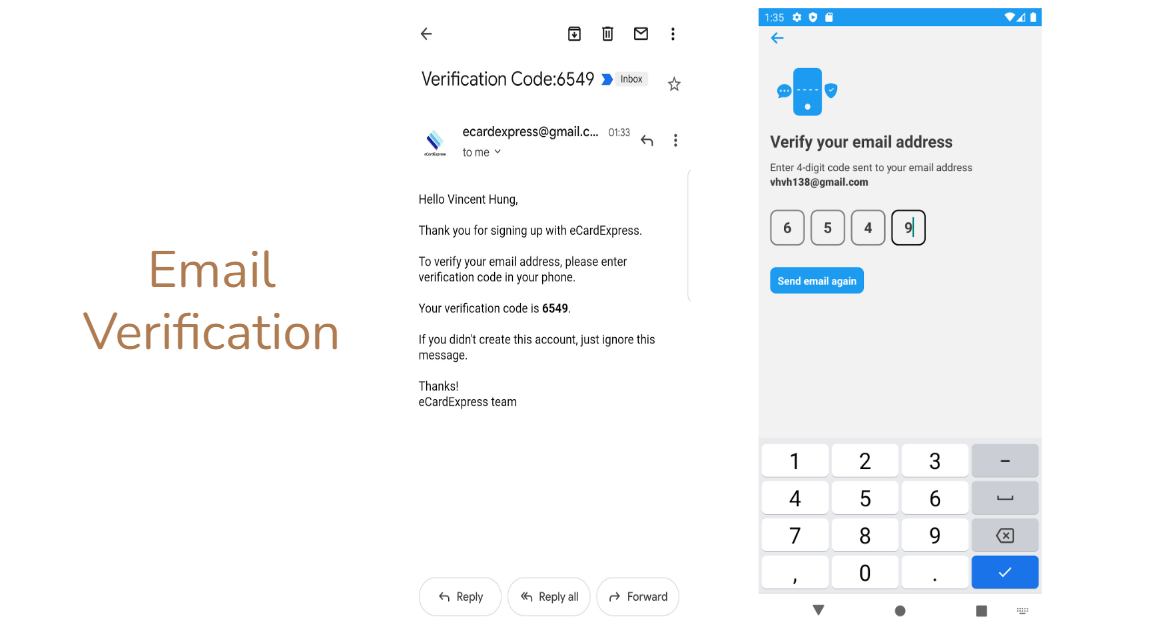 Email
Verification
Verification Code:6549 Inbox
ecardexpress@gmail.c... 01:33
to me
eCardExpress
Hello Vincent Hung,
Thank you for signing up with eCardExpress.
To verify your email address, please enter
verification code in your phone.
Your verification code is 6549.
If you didn't create this account, just ignore this
message.
Thanks!
eCardExpress team
Reply Reply all Forward
1:35
Verify your email address
Enter 4-digit code sent to your email address
vhvh138@gmail.com
6 5 4 9
Send email again
1 2 3 –
4 5 6
7 8 9
, 0 .